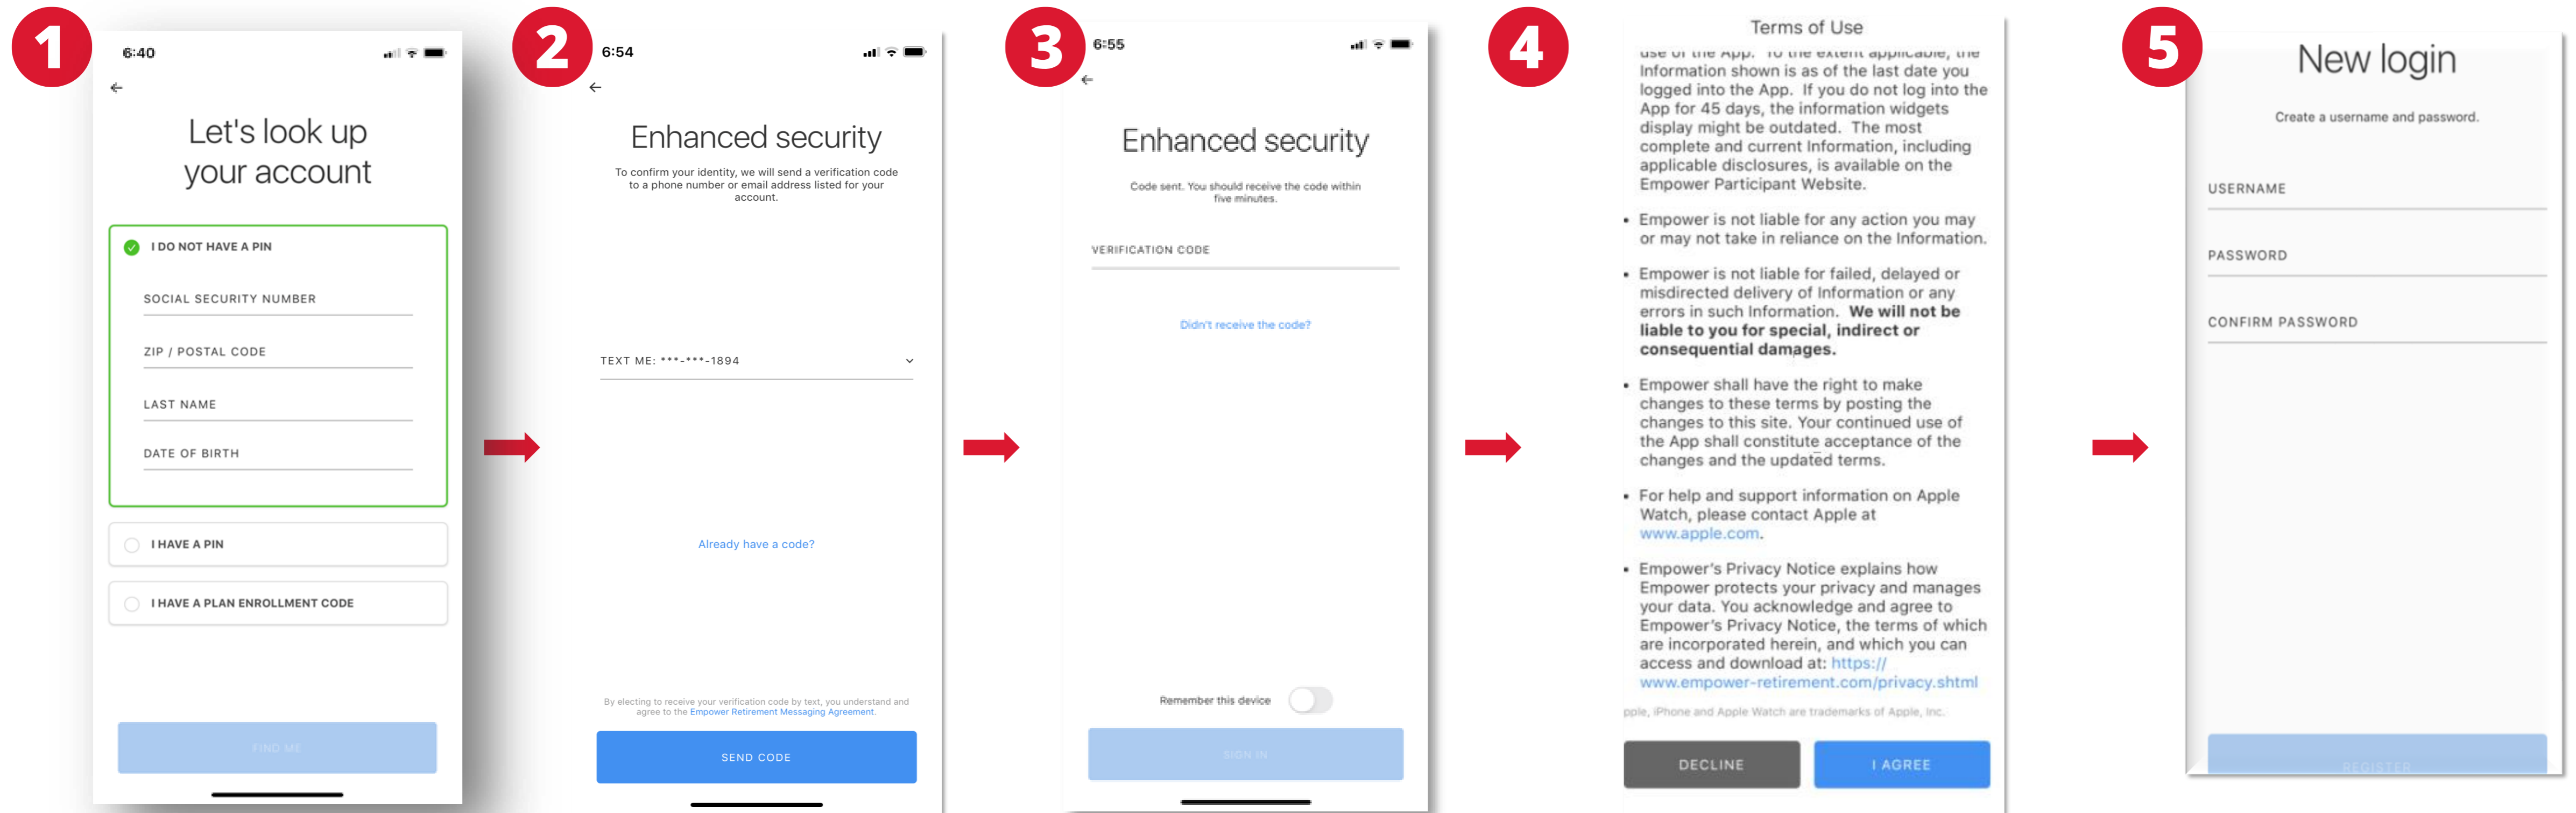 1
6:40
Let's look up
your account
I DO NOT HAVE A PIN
SOCIAL SECURITY NUMBER
ZIP / POSTAL CODE
LAST NAME
DATE OF BIRTH
I HAVE A PIN
I HAVE A PLAN ENROLLMENT CODE
FIND ME
2
6:54
Enhanced security
To confirm your identity, we will send a verification code
to a phone number or email address listed for your
account.
TEXT ME: ***-***-1894
Already have a code?
By electing to receive your verification code by text, you understand and
agree to the Empower Retirement Messaging Agreement.
SEND CODE
3
6:55
Enhanced security
Code sent. You should receive the code within
five minutes.
VERIFICATION CODE
Didn't receive the code?
Remember this device
SIGN IN
4
Terms of Use
use of the App. To the extent applicable, the
Information shown is as of the last date you
logged into the App. If you do not log into the
App for 45 days, the information widgets
display might be outdated. The most
complete and current Information, including
applicable disclosures, is available on the
Empower Participant Website.
• Empower is not liable for any action you may
or may not take in reliance on the Information.
• Empower is not liable for failed, delayed or
misdirected delivery of Information or any
errors in such Information. We will not be
liable to you for special, indirect or
consequential damages.
• Empower shall have the right to make
changes to these terms by posting the
changes to this site. Your continued use of
the App shall constitute acceptance of the
changes and the updated terms.
• For help and support information on Apple
Watch, please contact Apple at
www.apple.com.
• Empower's Privacy Notice explains how
Empower protects your privacy and manages
your data. You acknowledge and agree to
Empower's Privacy Notice, the terms of which
are incorporated herein, and which you can
access and download at: https://
www.empower-retirement.com/privacy.shtml
pple, iPhone and Apple Watch are trademarks of Apple, Inc.
DECLINE
I AGREE
5
New login
Create a username and password.
USERNAME
PASSWORD
CONFIRM PASSWORD
REGISTER